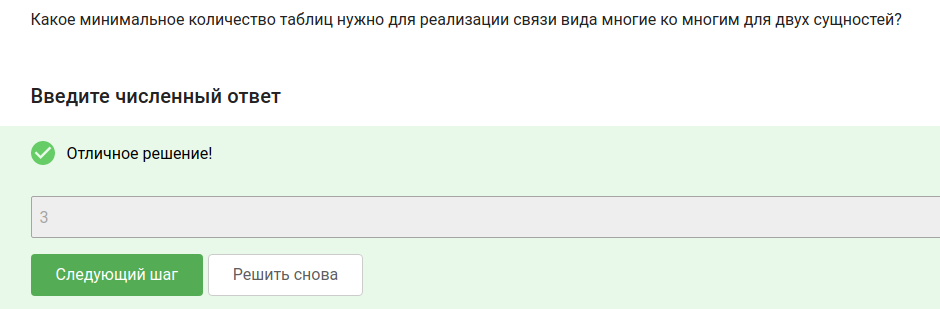 Какое минимальное количество таблиц нужно для реализации связи вида многие ко многим для двух сущностей?
Введите численный ответ
Отличное решение!
3
Следующий шаг
Решить снова